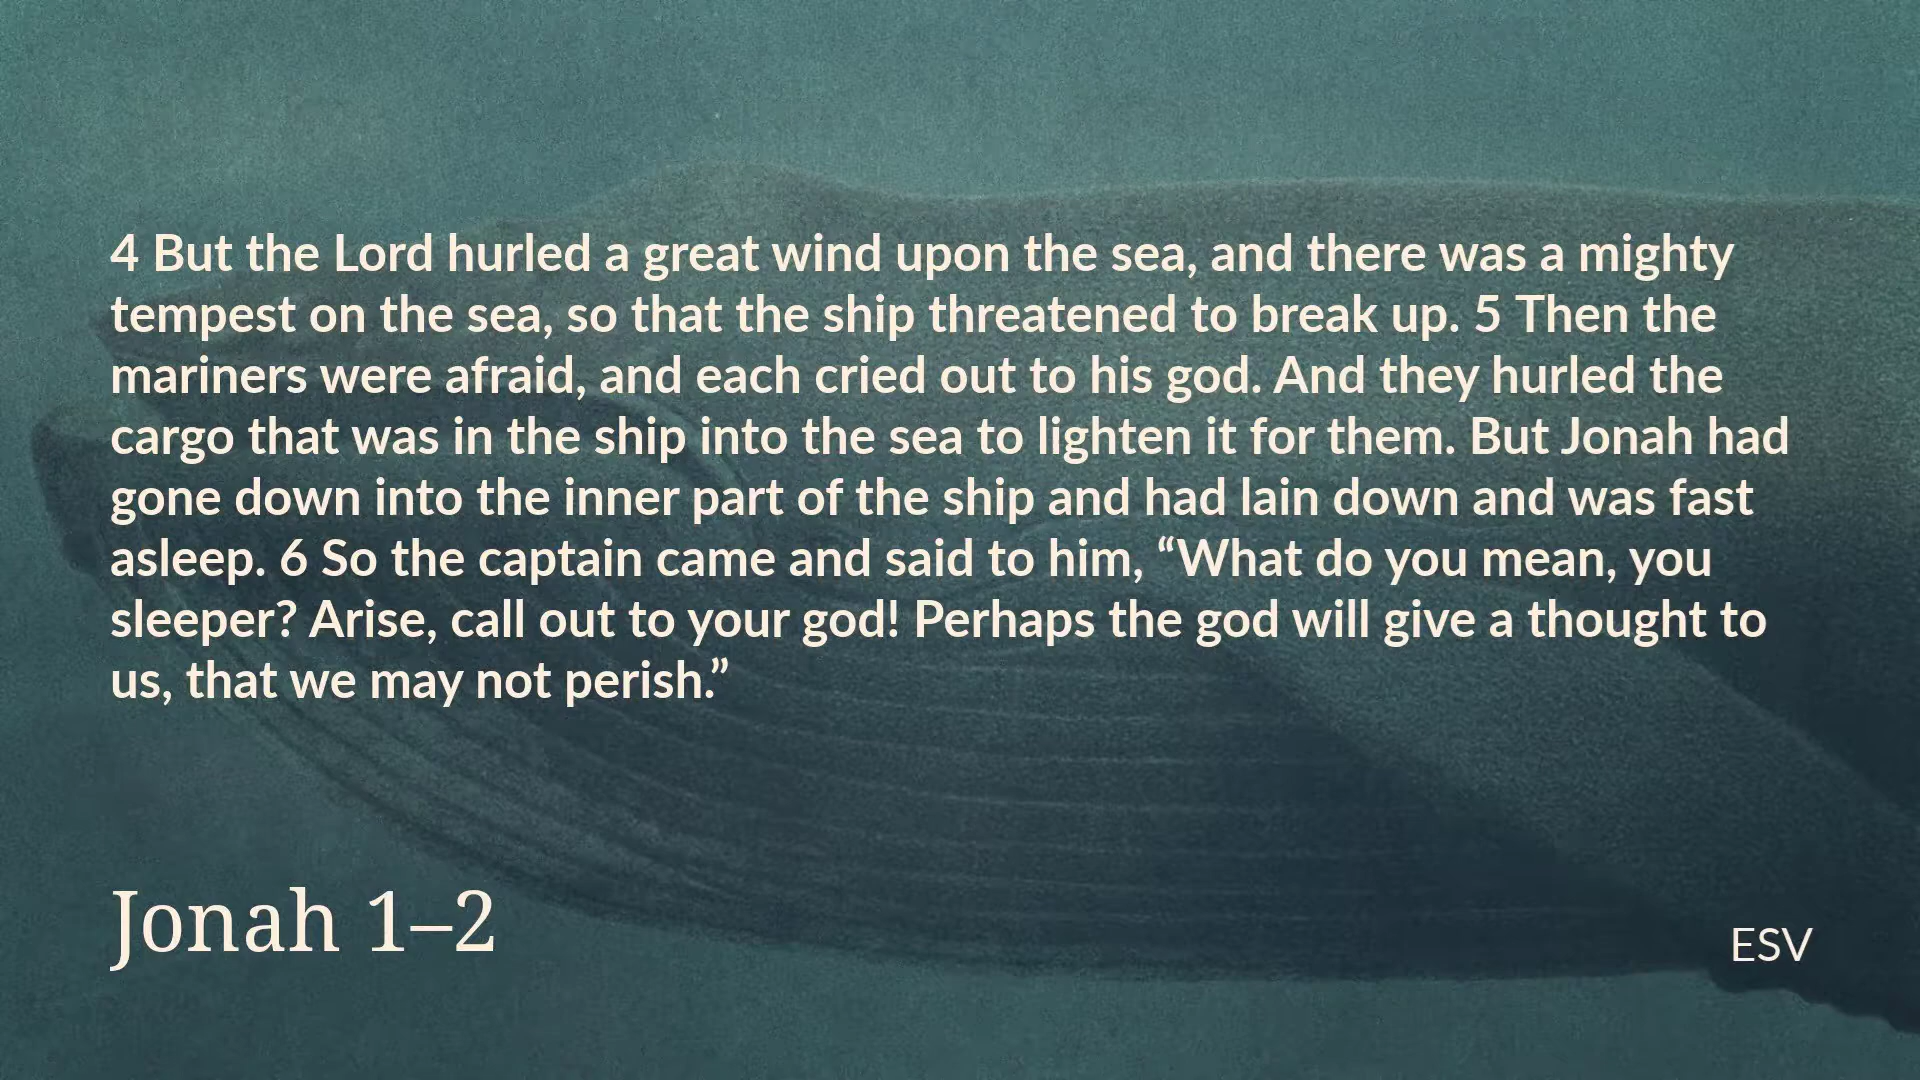 4 But the Lord hurled a great wind upon the sea, and there was a mighty
tempest on the sea, so that the ship threatened to break up. 5 Then the
mariners were afraid, and each cried out to his god. And they hurled the
cargo that was in the ship into the sea to lighten it for them. But Jonah had
gone down into the inner part of the ship and had lain down and was fast
asleep. 6 So the captain came and said to him, “What do you mean, you
sleeper? Arise, call out to your god! Perhaps the god will give a thought to
us, that we may not perish.”
Jonah 1–2
ESV